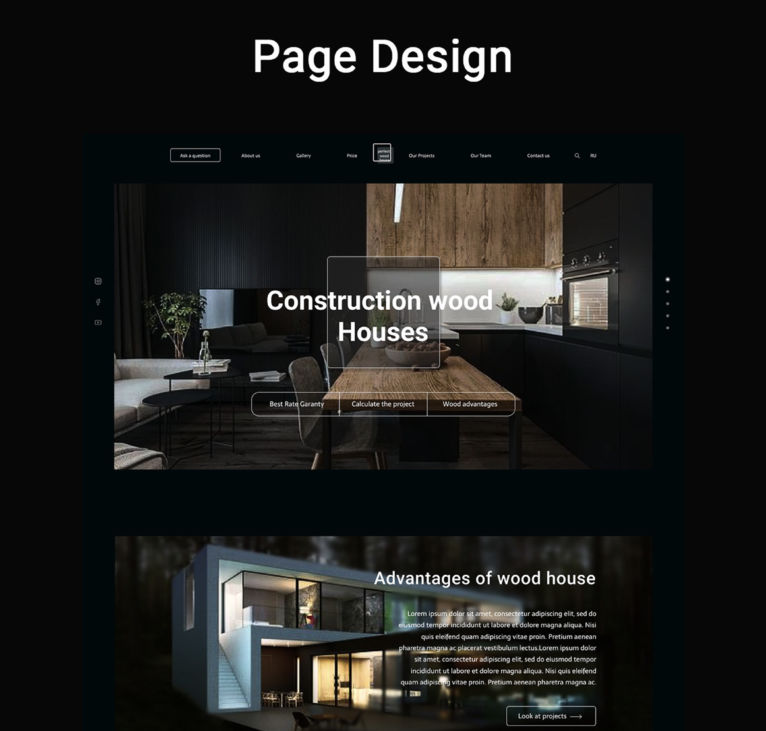 Page Design
Ask a question About us Gallery Price perfect wood house Our Projects Our Team Contact us RU
Construction wood
Houses
Best Rate Garanty Calculate the project Wood advantages
Advantages of wood house
Lorem ipsum dolor sit amet, consectetur adipiscing elit, sed do
eiusmod tempor incididunt ut labore et dolore magna aliqua. Nisi
quis eleifend quam adipiscing vitae proin. Pretium aenean
pharetra magna ac placerat vestibulum lectus.Lorem ipsum dolor
sit amet, consectetur adipiscing elit, sed do eiusmod tempor
incididunt ut labore et dolore magna aliqua. Nisi quis eleifend
quam adipiscing vitae proin. Pretium aenean pharetra magna ac.
Look at projects